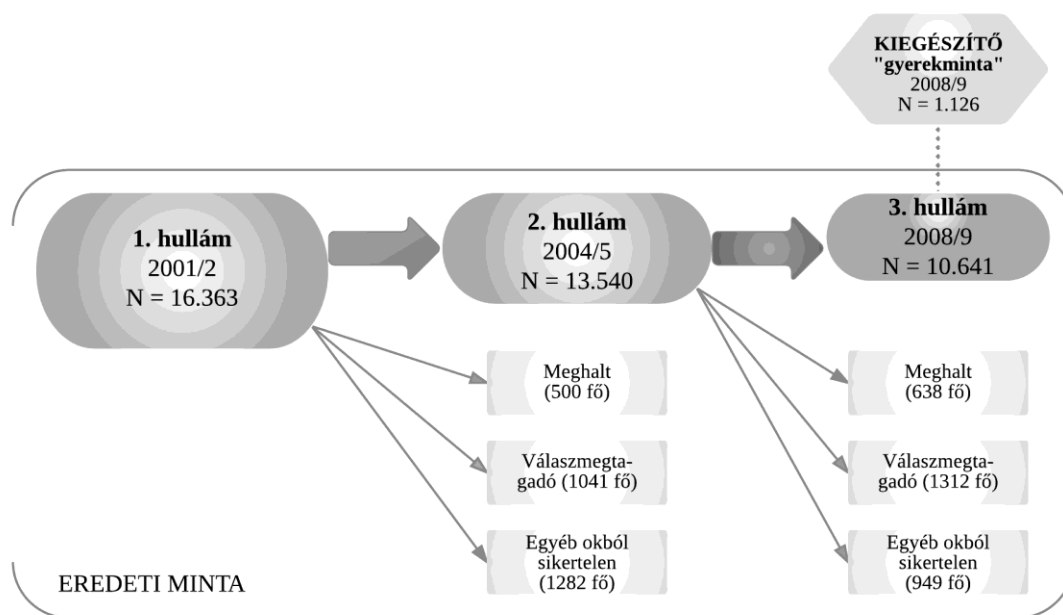 KIEGÉSZÍTŐ
"gyerekminta"
2008/9
N = 1.126
1. hullám
2001/2
N = 16.363
2. hullám
2004/5
N = 13.540
3. hullám
2008/9
N = 10.641
Meghalt
(500 fő)
Meghalt
(638 fő)
Válaszmegta-
gadó (1041 fő)
Válaszmegta-
gadó (1312 fő)
Egyéb okból
sikertelen
(1282 fő)
Egyéb okból
sikertelen
(949 fő)
EREDETI MINTA